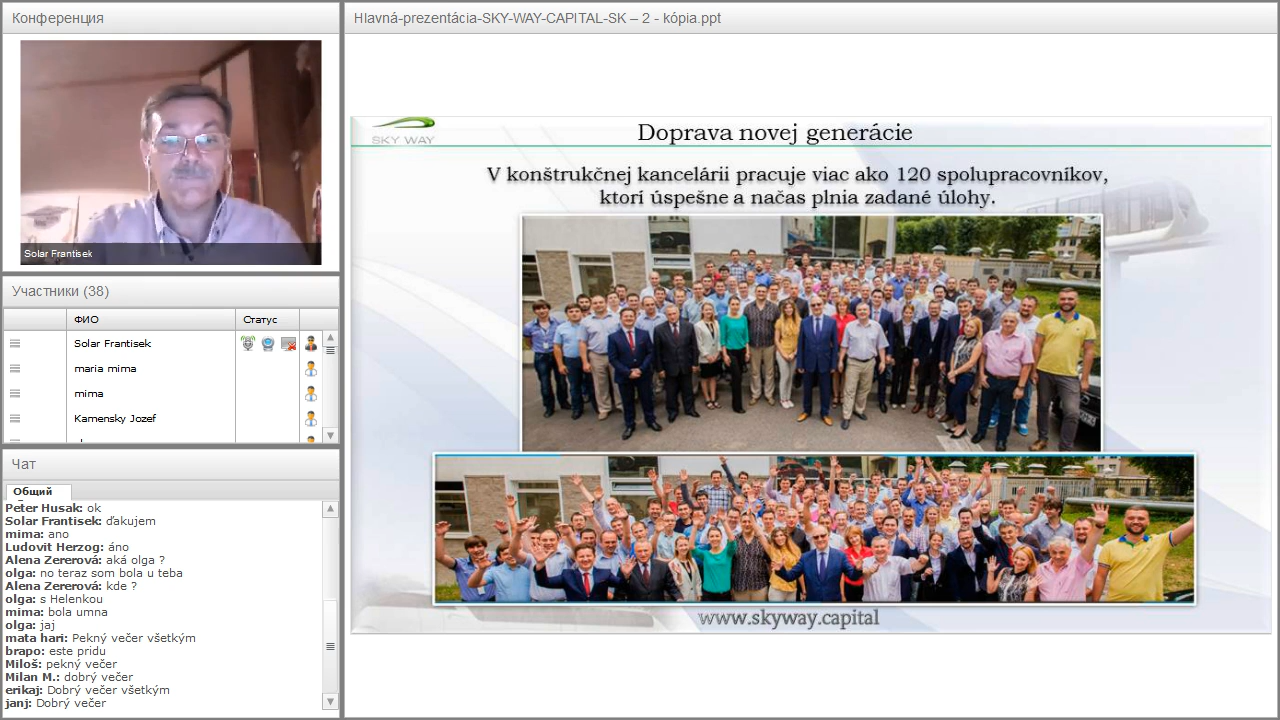 Конференция
Solar Frantisek
Участники (38)
ФИО
Статус
Solar Frantisek
maria mima
mima
Kamensky Jozef
Чат
Общий
Peter Husak: ok
Solar Frantisek: ďakujem
mima: ano
Ludovit Herzog: áno
Alena Zererová: aká olga ?
olga: no teraz som bola u teba
Alena Zererová: kde ?
olga: s Helenkou
mima: bola umna
olga: jaj
mata hari: Pekný večer všetkým
brapo: este pridu
Miloš: pekný večer
Milan M.: dobrý večer
erikaj: Dobrý večer všetkým
janj: Dobrý večer
Hlavná-prezentácia-SKY-WAY-CAPITAL-SK – 2 - kópia.ppt
SKY WAY
Doprava novej generácie
V konštrukčnej kancelárii pracuje viac ako 120 spolupracovníkov,
ktorí úspešne a načas plnia zadané úlohy.
www.skyway.capital